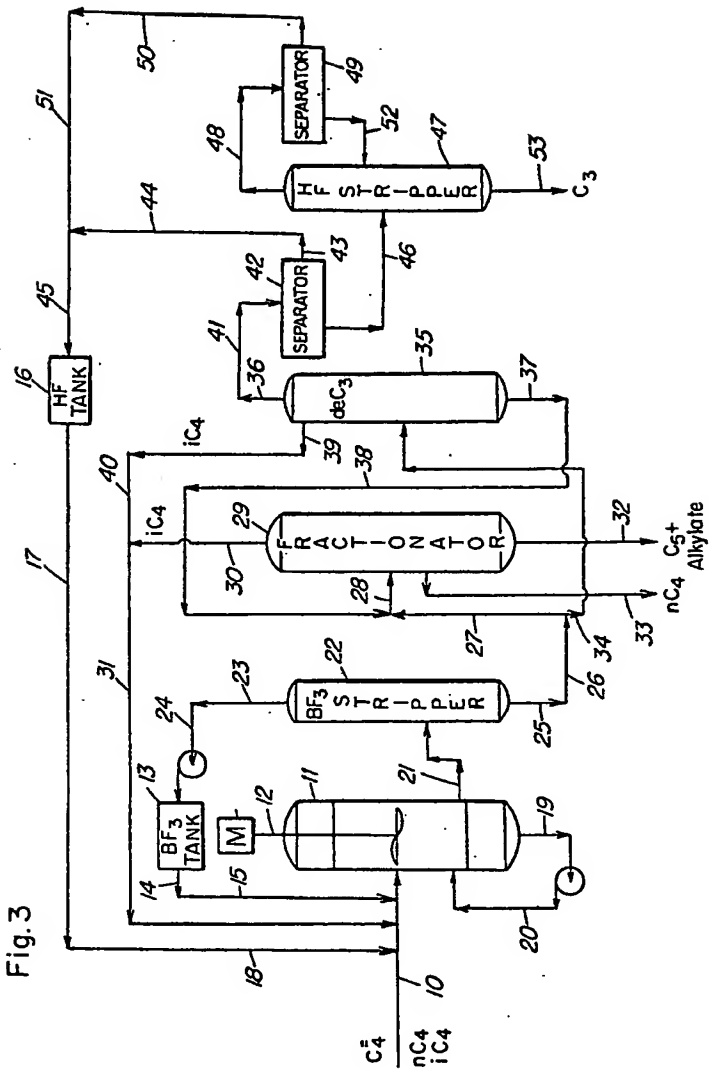 Fig. 3
51
50
45
44
48
SEPARATOR
49
52
HF STRIPPER
47
53
C3
16
HF TANK
41
42
SEPARATOR
43
46
17
40
iC4
36
deC3
35
39
37
38
31
iC4
30
29
FRACTIONATOR
28
32
C5+
Alkylate
33
nC4
27
34
24
23
22
BF3 STRIPPER
26
25
13
BF3 TANK
14
15
M
12
11
21
19
20
18
10
C4=
nC4
iC4